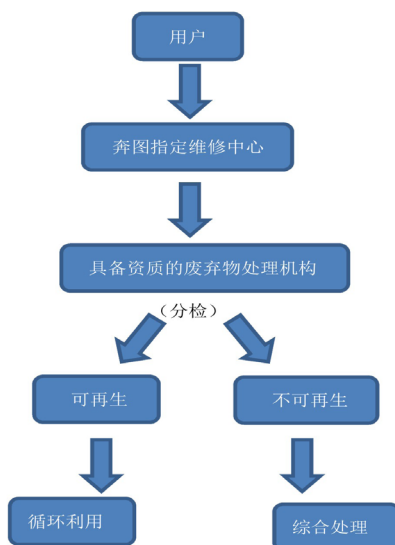 用户
奔图指定维修中心
具备资质的废弃物处理机构
（分检）
可再生
不可再生
循环利用
综合处理